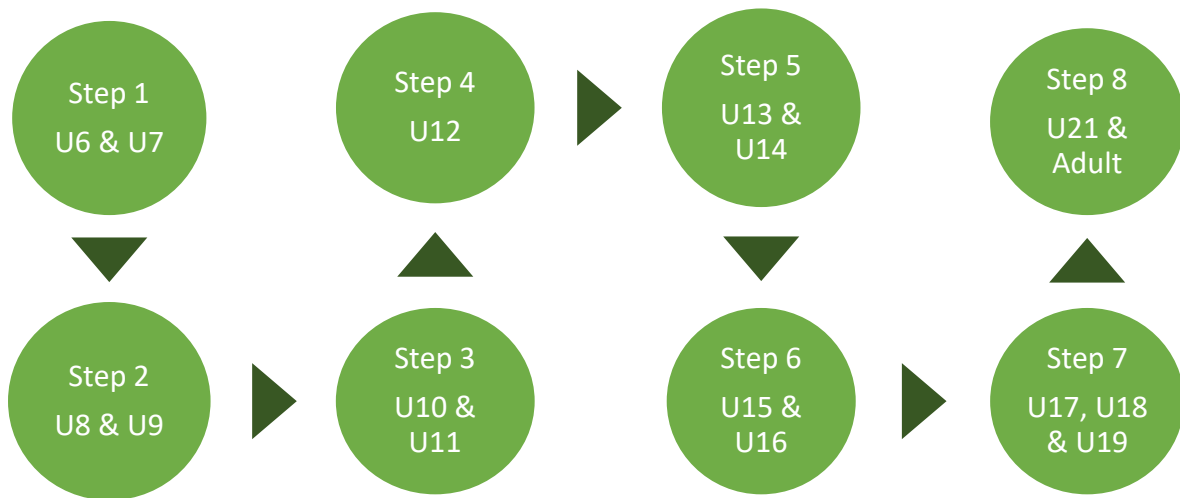 Step 1
U6 & U7
Step 2
U8 & U9
Step 3
U10 &
U11
Step 4
U12
Step 5
U13 &
U14
Step 6
U15 &
U16
Step 7
U17, U18
& U19
Step 8
U21 &
Adult